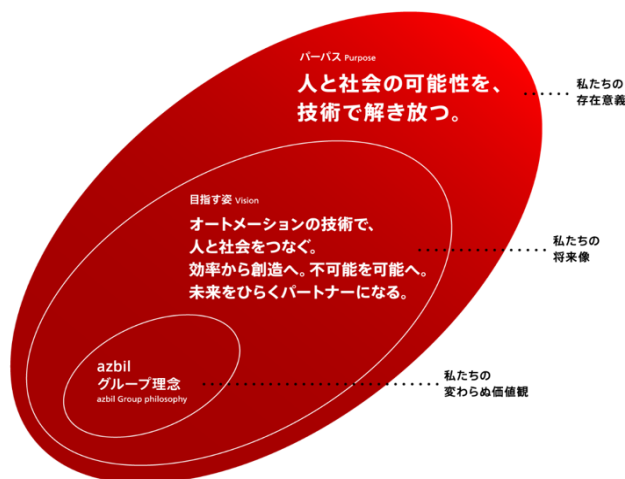 パーパス Purpose
人と社会の可能性を、
技術で解き放つ。
私たちの
存在意義
目指す姿 Vision
オートメーションの技術で、
人と社会をつなぐ。
効率から創造へ。不可能を可能へ。
未来をひらくパートナーになる。
私たちの
将来像
azbil
グループ理念
azbil Group philosophy
私たちの
変わらぬ価値観